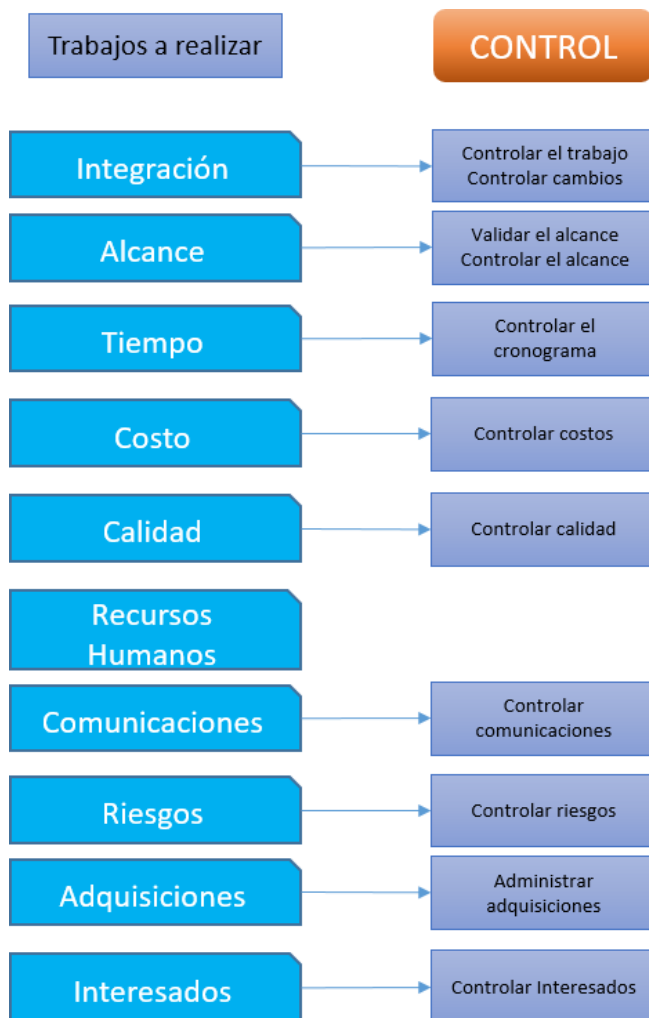 Trabajos a realizar
CONTROL
Integración
Controlar el trabajo
Controlar cambios
Alcance
Validar el alcance
Controlar el alcance
Tiempo
Controlar el
cronograma
Costo
Controlar costos
Calidad
Controlar calidad
Recursos
Humanos
Comunicaciones
Controlar
comunicaciones
Riesgos
Controlar riesgos
Adquisiciones
Administrar
adquisiciones
Interesados
Controlar Interesados